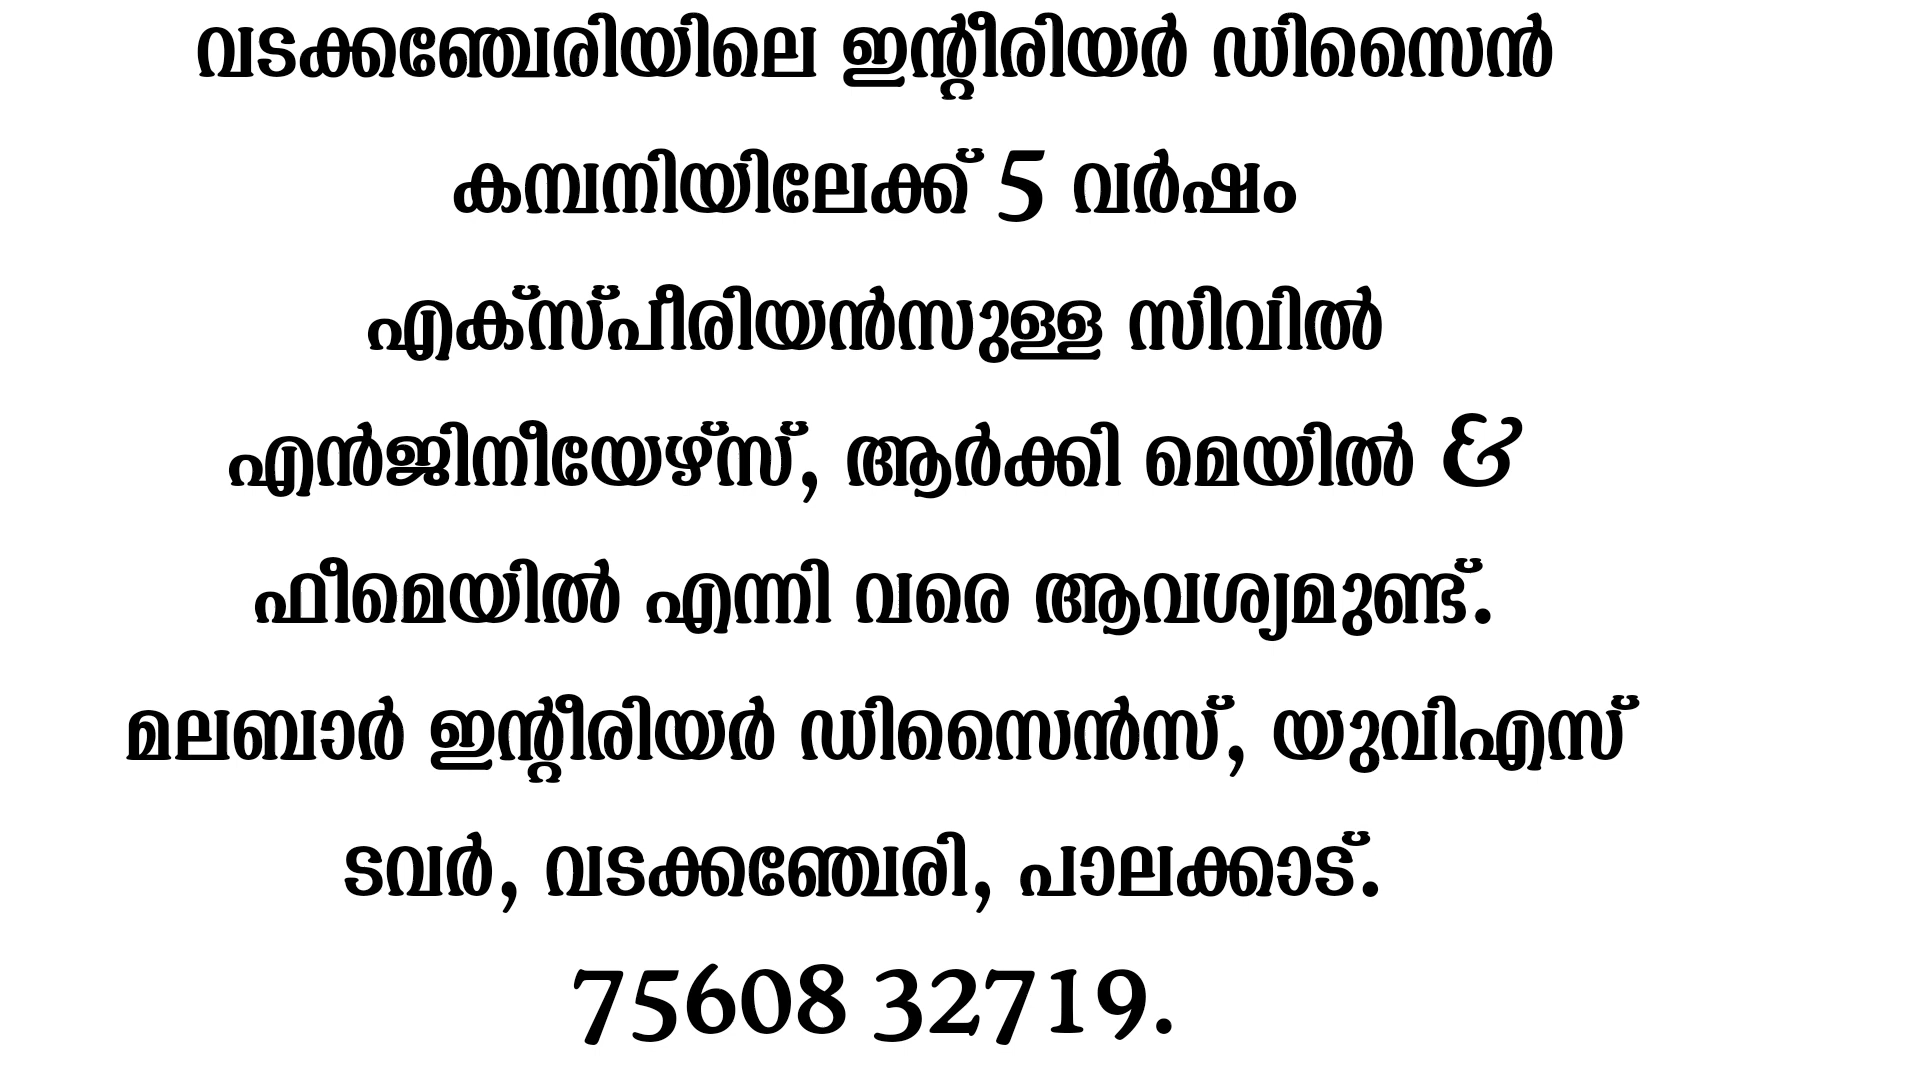 വടക്കഞ്ചേരിയിലെ ഇന്റീരിയർ ഡിസൈൻ
കമ്പനിയിലേക്ക് 5 വർഷം
എക്സ്പീരിയൻസുള്ള സിവിൽ
എൻജിനീയേഴ്സ്, ആർക്കി മെയിൽ &
ഫീമെയിൽ എന്നി വരെ ആവശ്യമുണ്ട്.
മലബാർ ഇന്റീരിയർ ഡിസൈൻസ്, യുവിഎസ്
ടവർ, വടക്കഞ്ചേരി, പാലക്കാട്.
75608 32719.